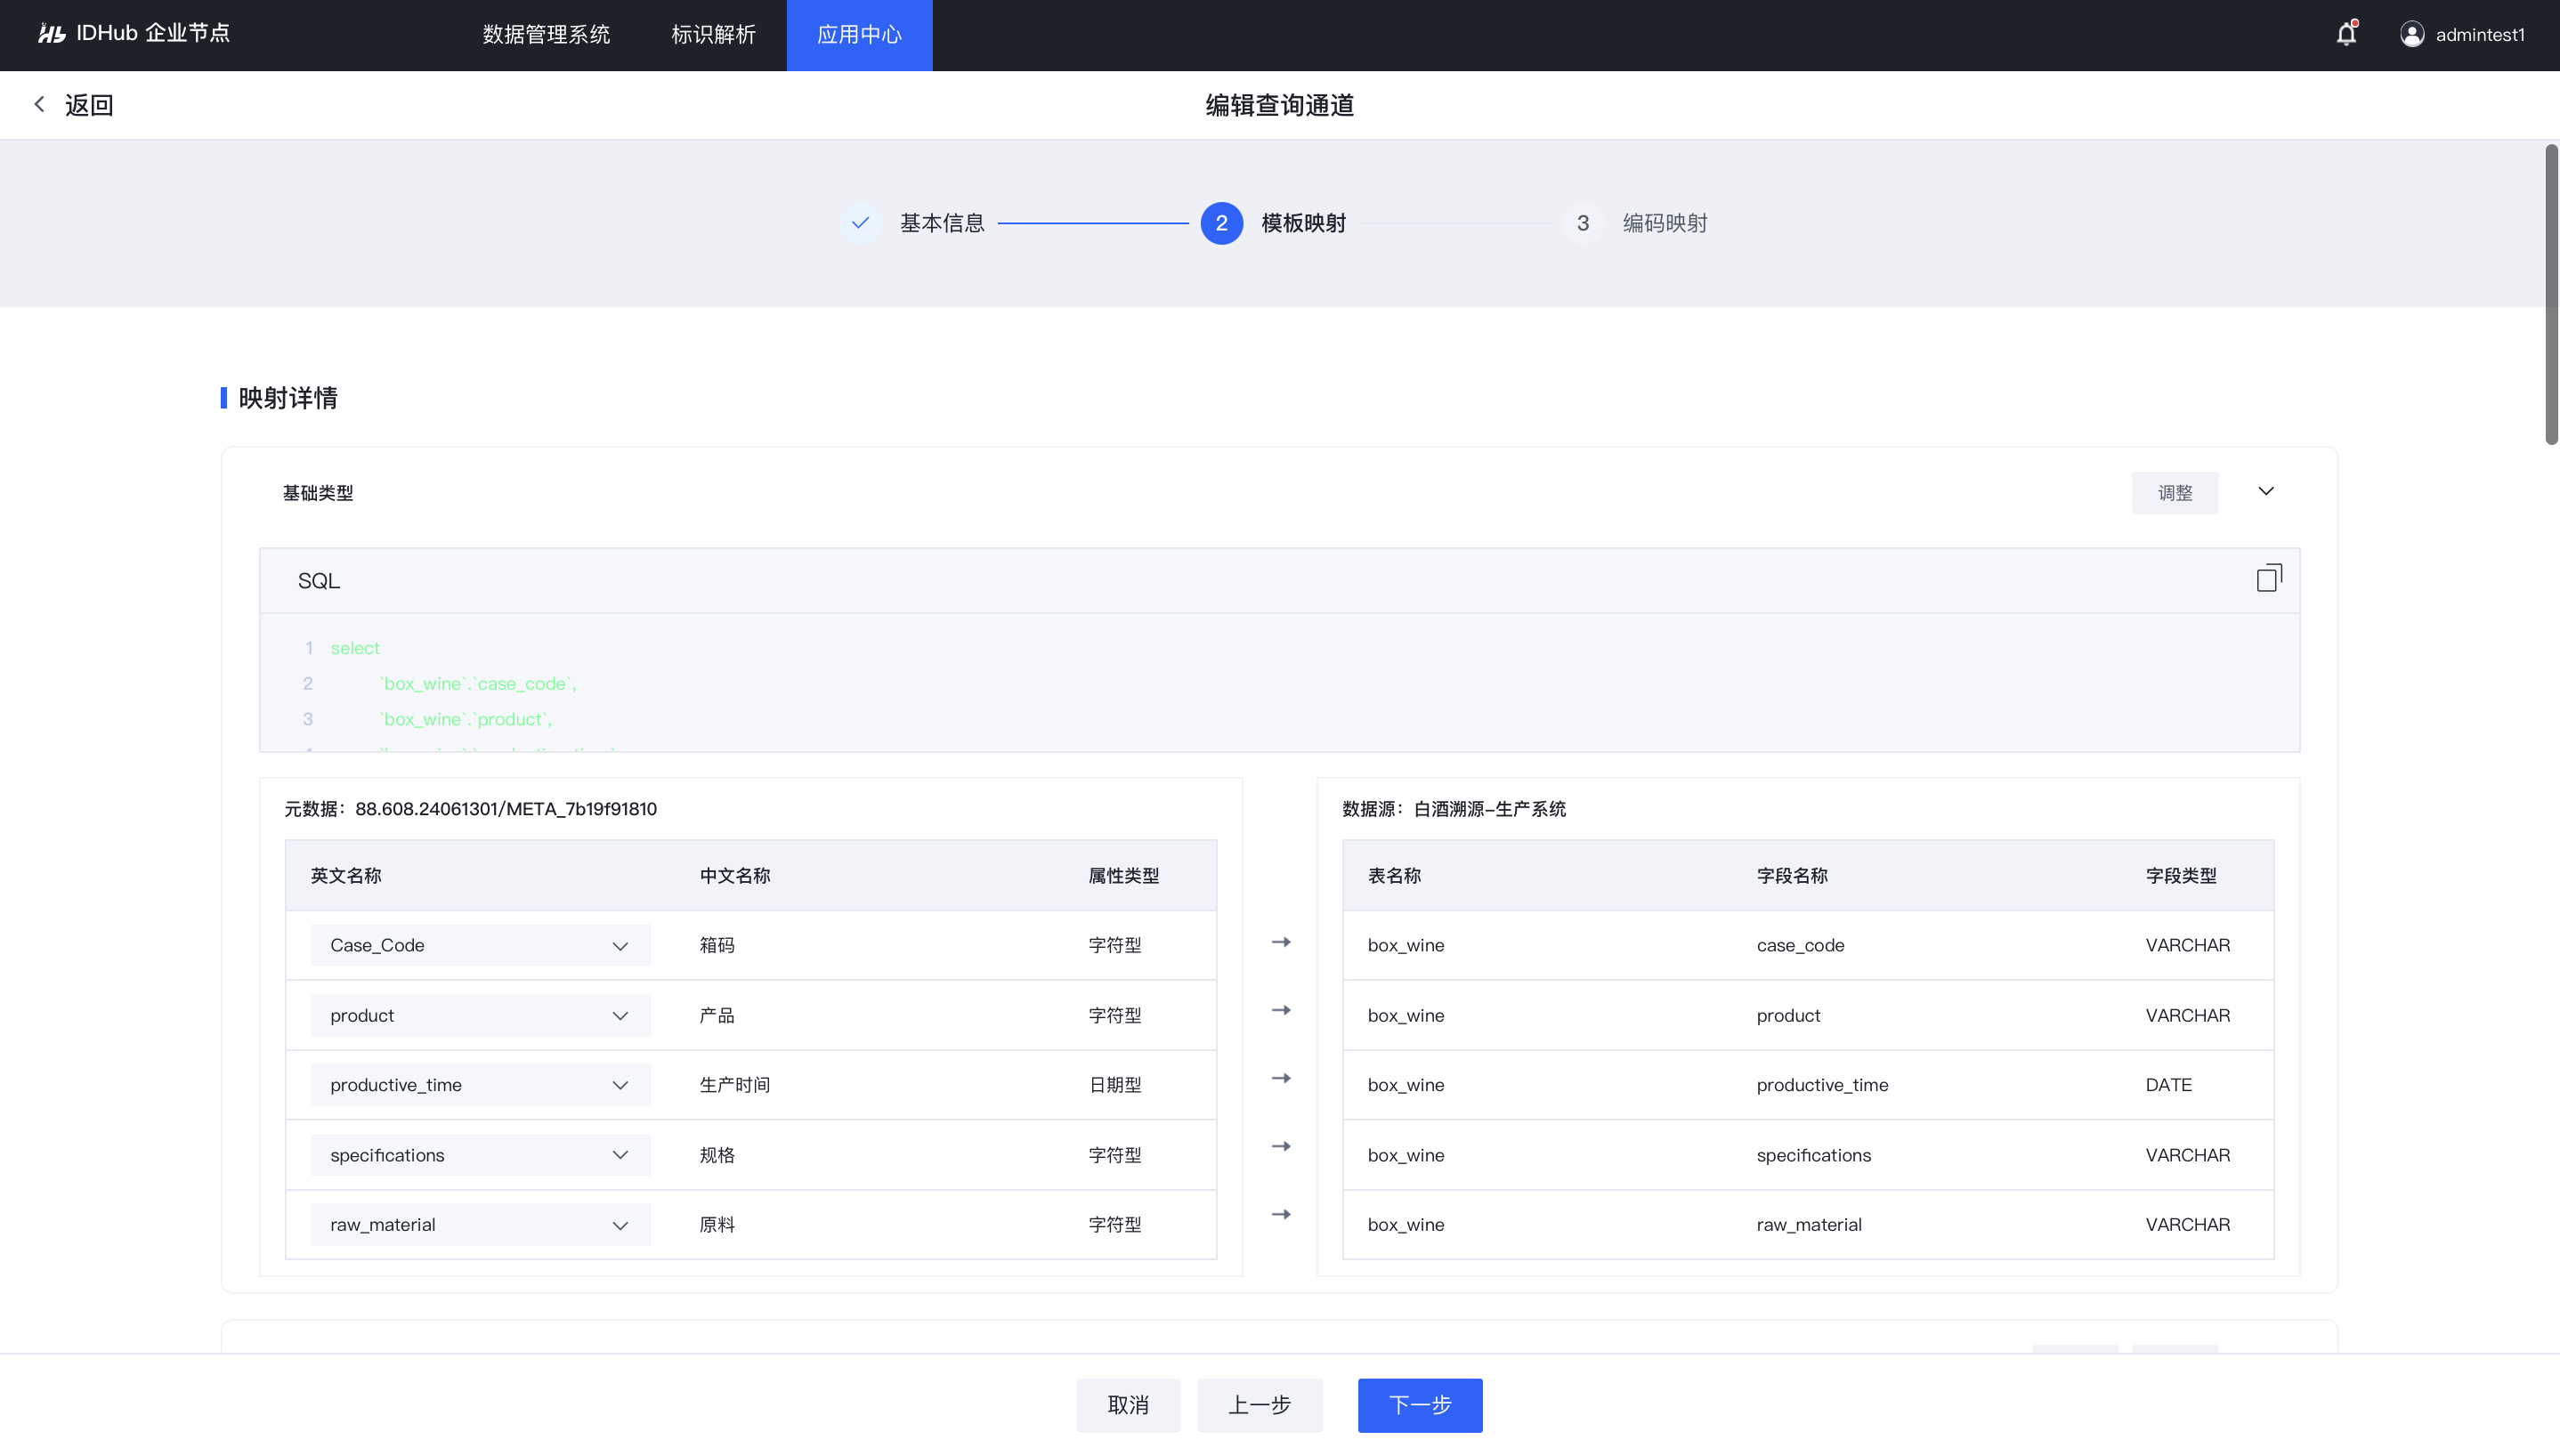 IDHub 企业节点
数据管理系统
标识解析
应用中心
admintest1
返回
编辑查询通道
基本信息
2
模板映射
3
编码映射
映射详情
基础类型
调整
SQL
1 select
2 `box_wine`.`case_code`,
3 `box_wine`.`product`,
元数据：88.608.24061301/META_7b19f91810
英文名称 中文名称 属性类型
Case_Code 箱码 字符型
product 产品 字符型
productive_time 生产时间 日期型
specifications 规格 字符型
raw_material 原料 字符型
数据源：白酒溯源-生产系统
表名称 字段名称 字段类型
box_wine case_code VARCHAR
box_wine product VARCHAR
box_wine productive_time DATE
box_wine specifications VARCHAR
box_wine raw_material VARCHAR
取消
上一步
下一步